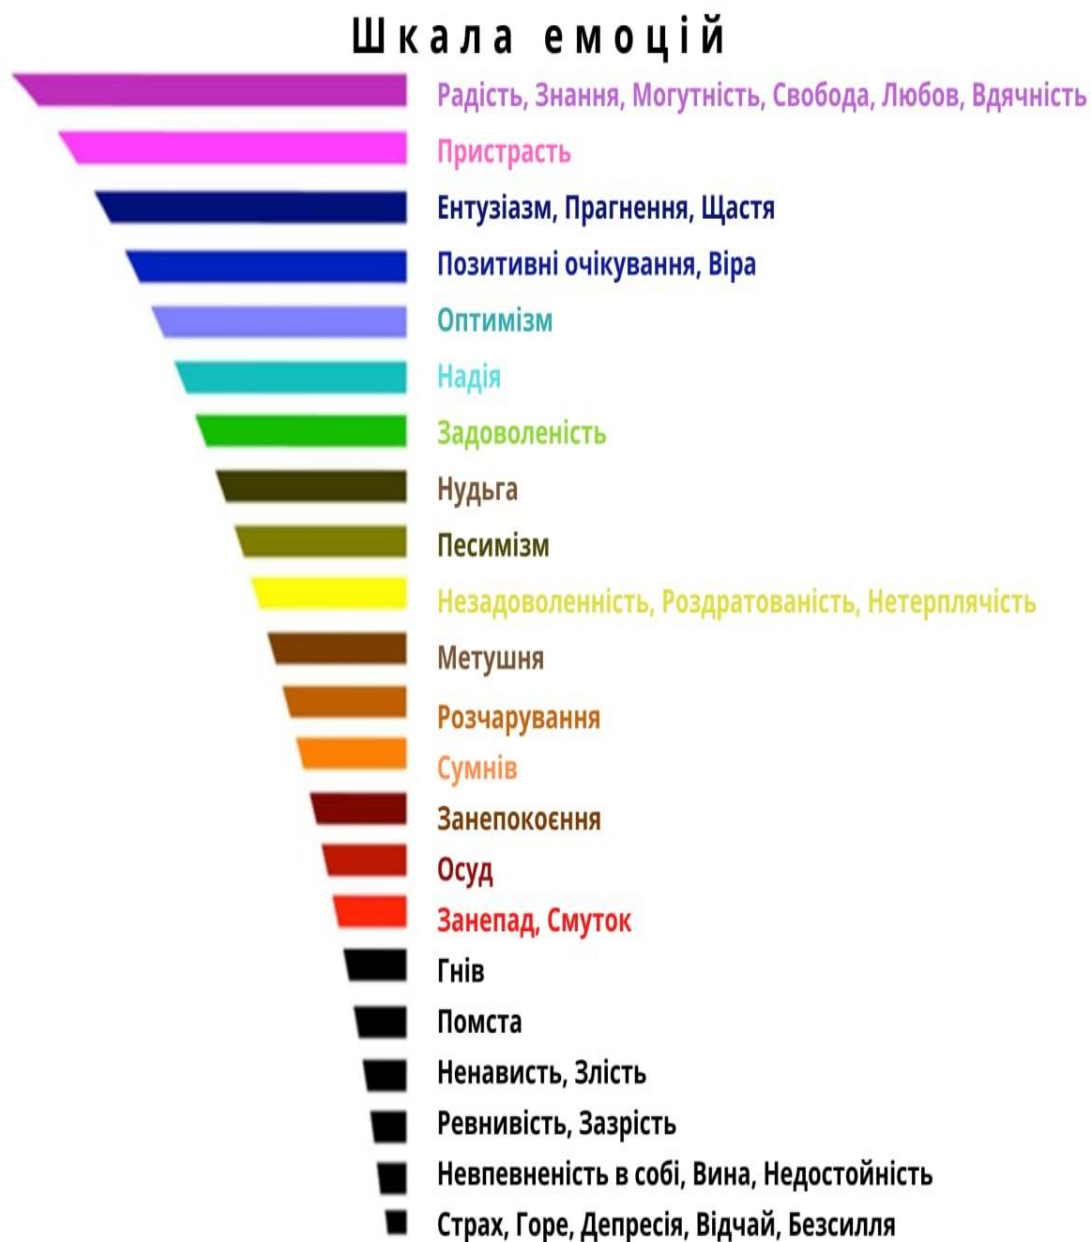 Шкала емоцій
Радість, Знання, Могутність, Свобода, Любов, Вдячність
Пристрасть
Ентузіазм, Прагнення, Щастя
Позитивні очікування, Віра
Оптимізм
Надія
Задоволеність
Нудьга
Песимізм
Незадоволенність, Роздратованість, Нетерплячість
Метушня
Розчарування
Сумнів
Занепокоєння
Осуд
Занепад, Смуток
Гнів
Помста
Ненависть, Злість
Ревнивість, Зазрість
Невпевненість в собі, Вина, Недостойність
Страх, Горе, Депресія, Відчай, Безсилля